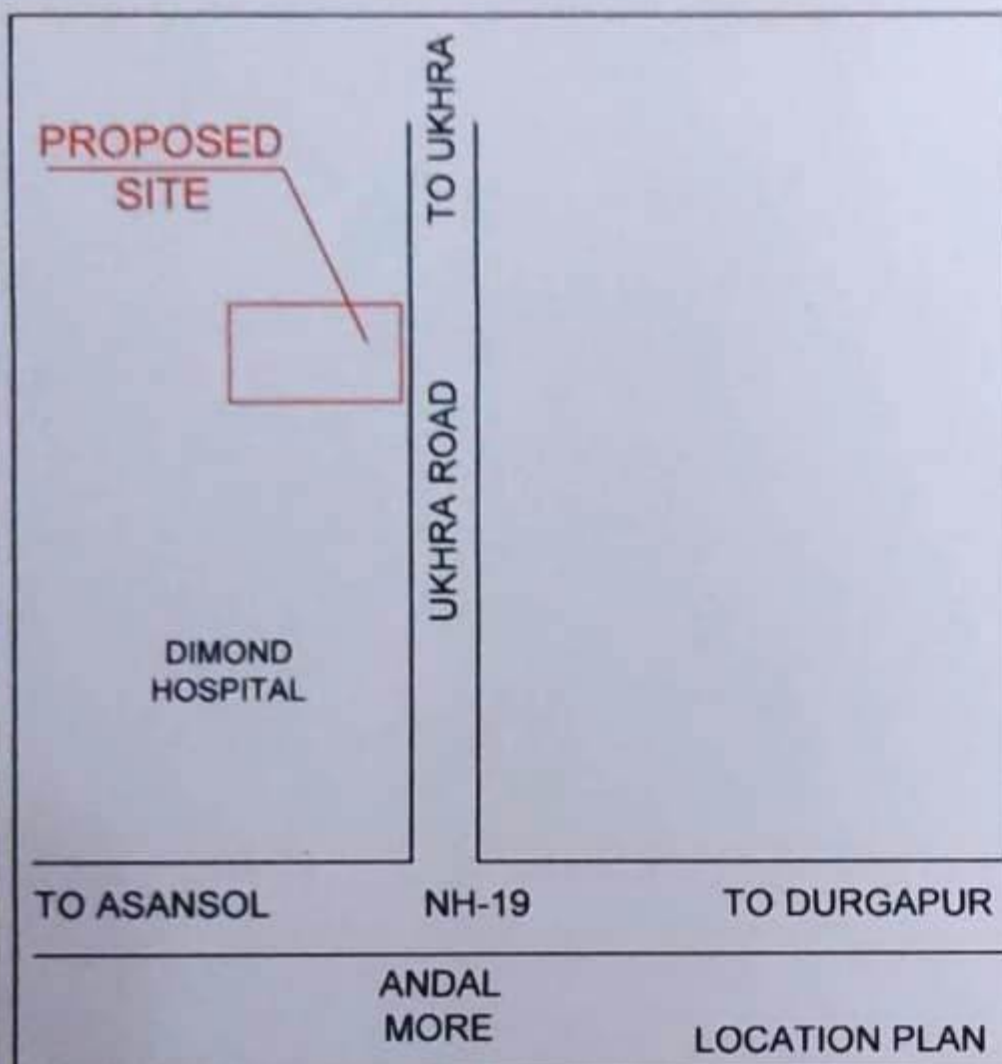 TO UKHRA
PROPOSED
SITE
UKHRA ROAD
DIMOND
HOSPITAL
TO ASANSOL
NH-19
TO DURGAPUR
ANDAL
MORE
LOCATION PLAN